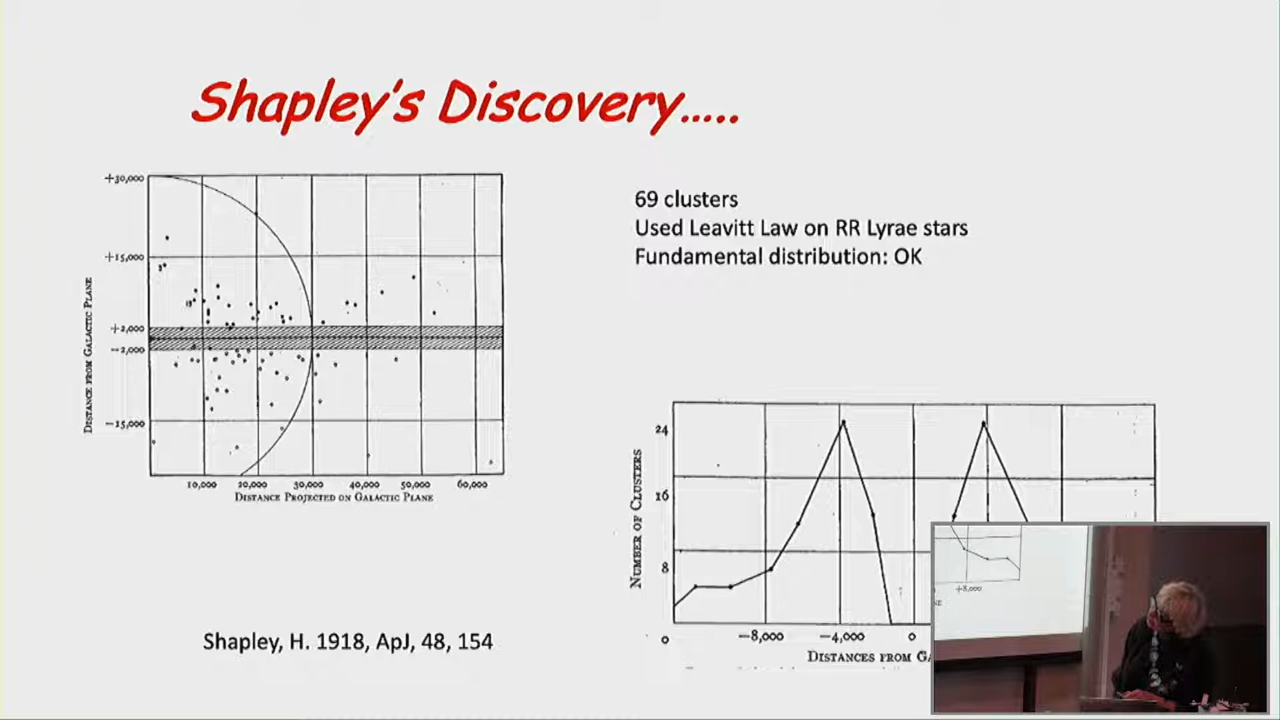 Shapley's Discovery.....
+30,000
+15,000
+2,000
−2,000
−15,000
DISTANCE FROM GALACTIC PLANE
10,000 20,000 30,000 40,000 50,000 60,000
DISTANCE PROJECTED ON GALACTIC PLANE
69 clusters
Used Leavitt Law on RR Lyrae stars
Fundamental distribution: OK
24
16
8
0
NUMBER OF CLUSTERS
−8,000 −4,000 0
DISTANCES FROM
+8,000
Shapley, H. 1918, ApJ, 48, 154